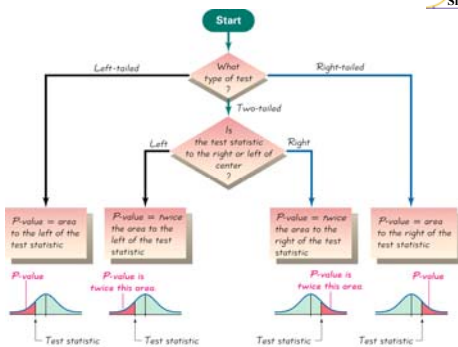 Start
Left-tailed
What
type of test
?
Right-tailed
Two-tailed
Left
Is
the test statistic
to the right or left of
center
?
Right
P-value = area
to the left of the
test statistic
P-value = twice
the area to the
left of the test
statistic
P-value = twice
the area to the
right of the test
statistic
P-value = area
to the right of the
test statistic
P-value
P-value is
twice this area
P-value is
twice this area
P-value
Test statistic
Test statistic
Test statistic
Test statistic